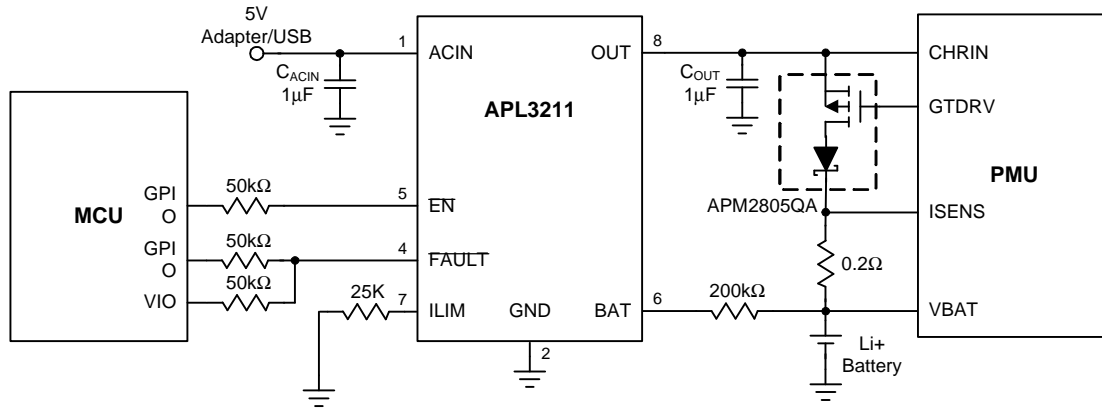 5V
Adapter/USB
1
ACIN
OUT
8
CHRIN
C_ACIN
1μF
C_OUT
1μF
APL3211
GTDRV
MCU
GPI
O
50kΩ
5
EN
APM2805QA
PMU
ISENS
GPI
O
50kΩ
4
FAULT
0.2Ω
VIO
50kΩ
25K
7
ILIM
GND
BAT
6
200kΩ
VBAT
2
Li+
Battery